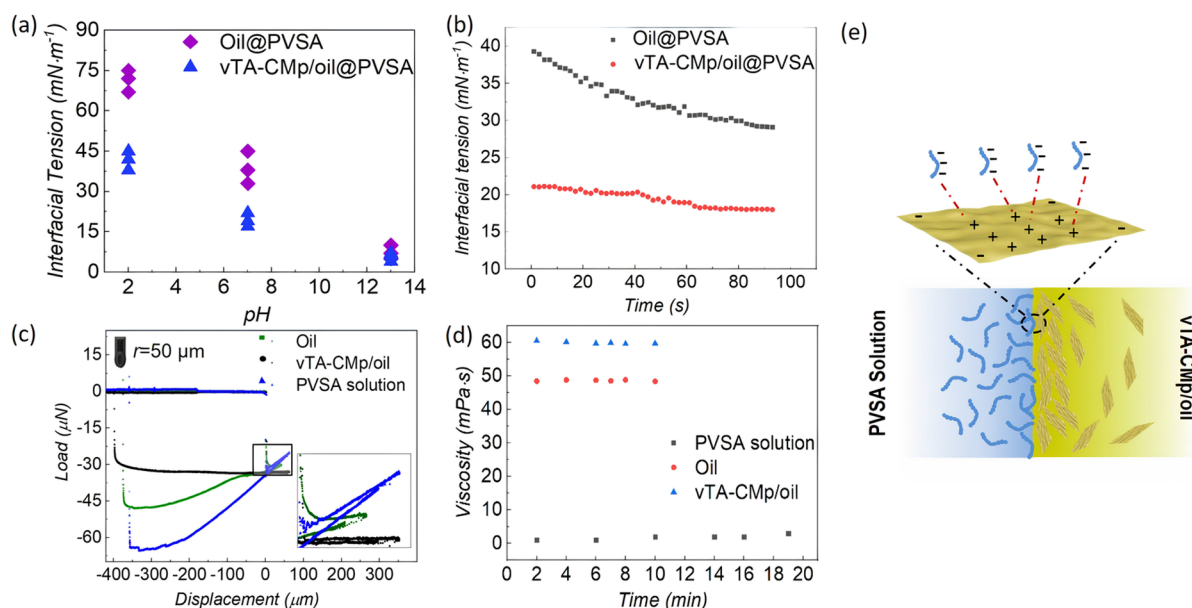 (a)
Interfacial Tension (mN·m⁻¹)
90
75
60
45
30
15
0
Oil@PVSA
vTA-CMp/oil@PVSA
0 2 4 6 8 10 12 14
pH
(b)
Interfacial tension (mN·m⁻¹)
40
35
30
25
20
15
10
Oil@PVSA
vTA-CMp/oil@PVSA
0 20 40 60 80 100
Time (s)
(c)
Load (μN)
15
0
-15
-30
-45
-60
r=50 μm
Oil
vTA-CMp/oil
PVSA solution
-400 -300 -200 -100 0 100 200 300
Displacement (μm)
(d)
Viscosity (mPa·s)
60
50
40
30
20
10
0
PVSA solution
Oil
vTA-CMp/oil
0 2 4 6 8 10 12 14 16 18 20
Time (min)
(e)
PVSA Solution
vTA-CMp/oil